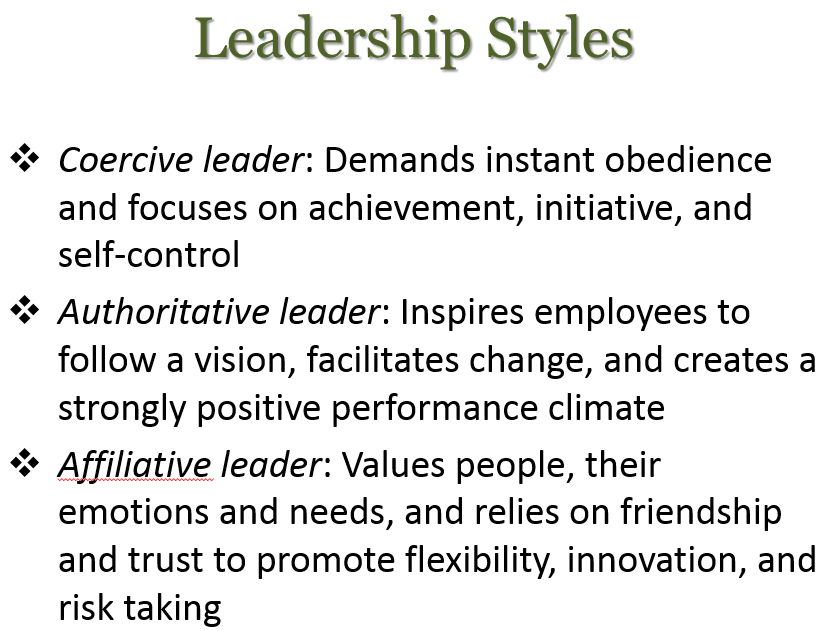 Leadership Styles
❖ Coercive leader: Demands instant obedience
and focuses on achievement, initiative, and
self-control
❖ Authoritative leader: Inspires employees to
follow a vision, facilitates change, and creates a
strongly positive performance climate
❖ Affiliative leader: Values people, their
emotions and needs, and relies on friendship
and trust to promote flexibility, innovation, and
risk taking